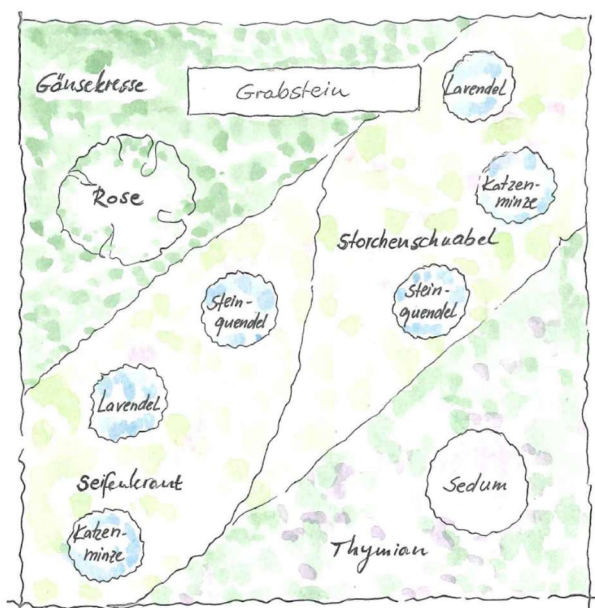 Gänsekresse
Grabstein
Lavendel
Rose
Katzen-
minze
Storchenschnabel
Stein-
quendel
Stein-
quendel
Lavendel
Seifenkraut
Sedum
Katzen-
minze
Thymian